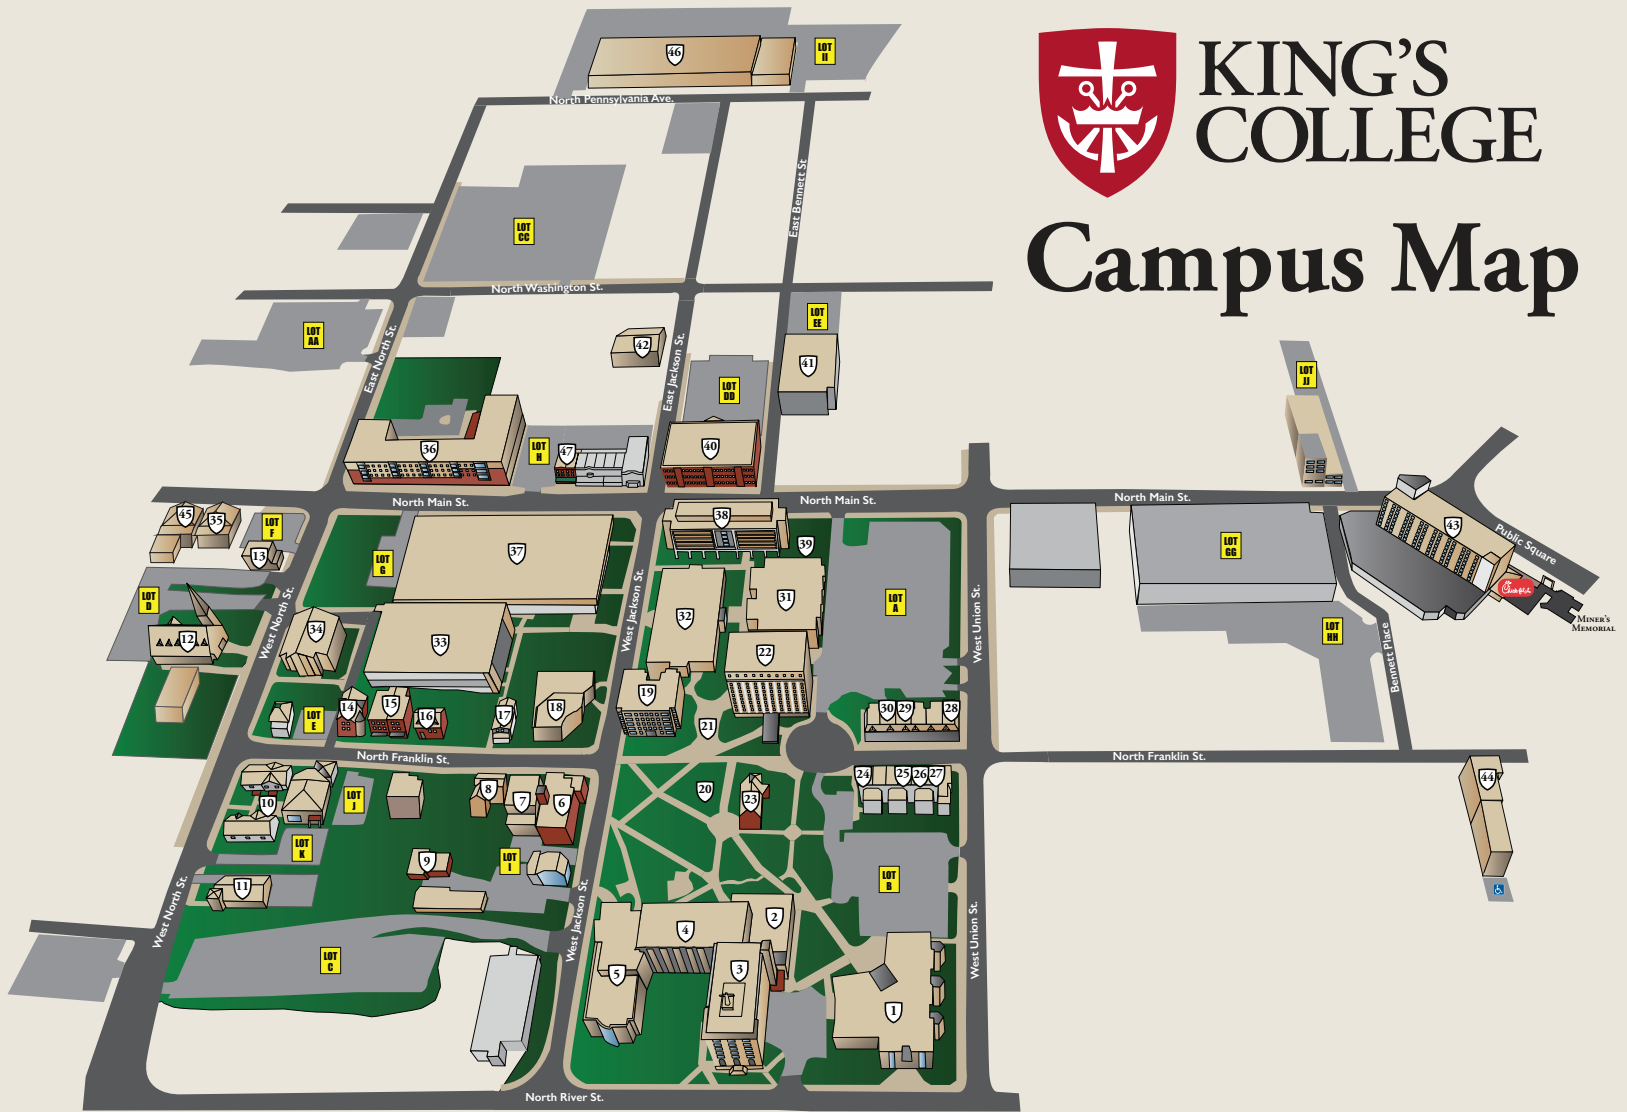 KING'S
COLLEGE
Campus Map
46
LOT
II
North Pennsylvania Ave.
East Bennett St
LOT
CC
North Washington St.
LOT
EE
LOT
AA
East North St.
42
East Jackson St.
41
LOT
JJ
LOT
DD
36
LOT
H
47
40
North Main St.
North Main St.
North Main St.
45
35
LOT
F
13
38
39
43
Public Square
37
LOT
G
LOT
GG
LOT
D
West North St.
West Jackson St.
31
LOT
A
West Union St.
Miner's
Memorial
12
34
33
32
LOT
HH
Bennett Place
22
19
14
15
16
17
18
LOT
E
21
30
29
28
North Franklin St.
North Franklin St.
10
LOT
J
8
7
6
20
23
24
25
26
27
44
LOT
K
9
LOT
I
11
LOT
B
West North St.
West Jackson St.
West Union St.
LOT
C
4
2
5
3
1
North River St.